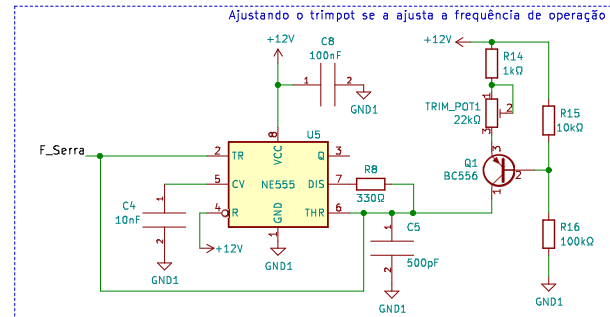 Ajustando o trimpot se a ajusta a frequência de operação
+12V
C8
100nF
1
2
GND1
+12V
R14
1kΩ
TRIM_POT1
22kΩ
1
2
3
R15
10kΩ
Q1
BC556
3
2
1
R16
100kΩ
GND1
F_Serra
U5
8
VCC
2
TR
Q
3
5
CV
NE555
DIS
7
R8
330Ω
4
R
GND
THR
6
1
GND1
+12V
C4
10nF
1
2
GND1
C5
500pF
1
2
GND1